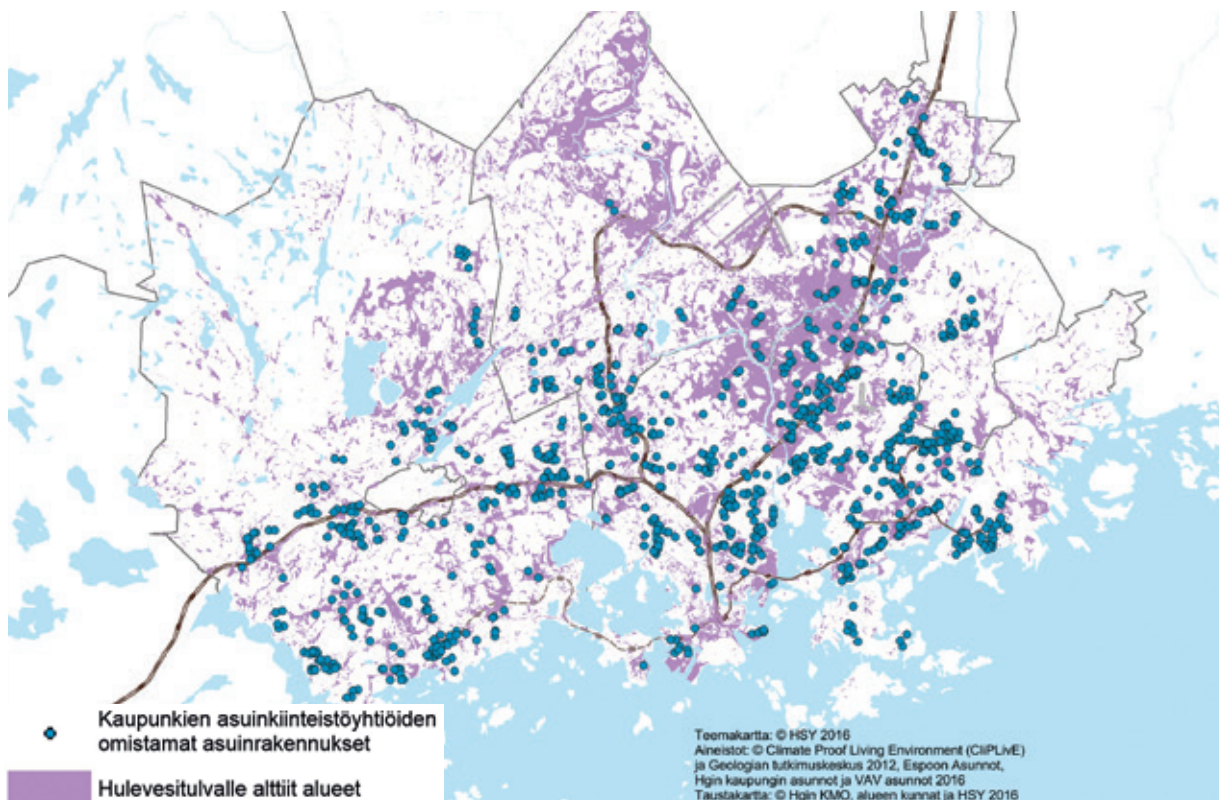 Kaupunkien asuinkiinteistöyhtiöiden
omistamat asuinrakennukset
Hulevesitulvalle alttiit alueet
Teemakartta: © HSY 2016
Aineistot: © Climate Proof Living Environment (CliPLivE)
ja Geologian tutkimuskeskus 2012, Espoon Asunnot,
Hgin kaupungin asunnot ja VAV asunnot 2016
Taustakartta: © Hgin KMO, alueen kunnat ja HSY 2016